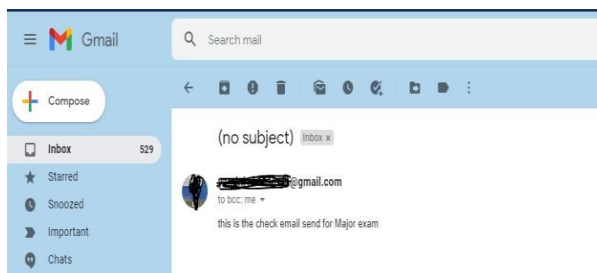 Gmail
Search mail
Compose
(no subject) Inbox x
Inbox 529
@gmail.com
Starred
to bcc: me
Snoozed
this is the check email send for Major exam
Important
Chats